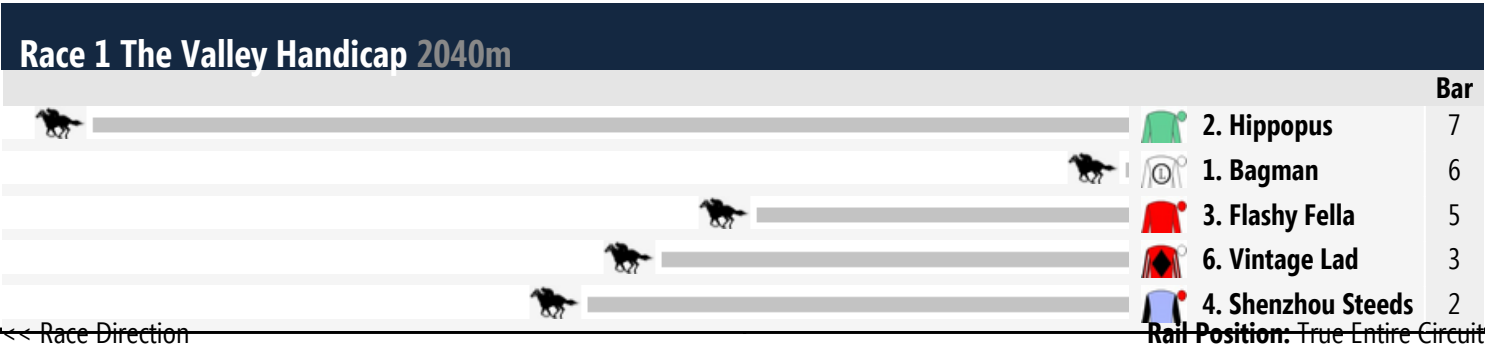 Race 1 The Valley Handicap 2040m
Bar
2. Hippopus 7
1. Bagman 6
3. Flashy Fella 5
6. Vintage Lad 3
4. Shenzhou Steeds 2
<< Race Direction Rail Position: True Entire Circuit